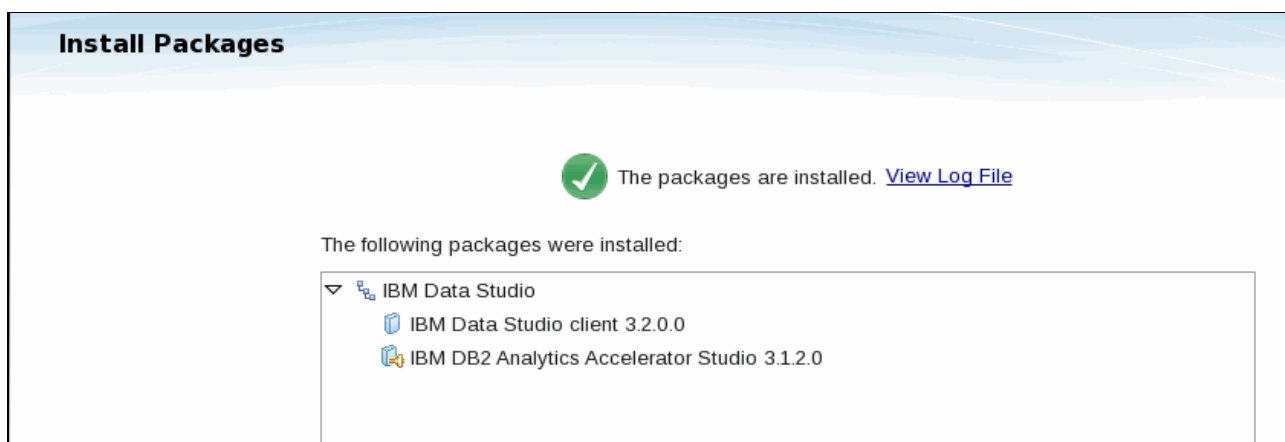 Install Packages
The packages are installed. View Log File
The following packages were installed:
IBM Data Studio
IBM Data Studio client 3.2.0.0
IBM DB2 Analytics Accelerator Studio 3.1.2.0